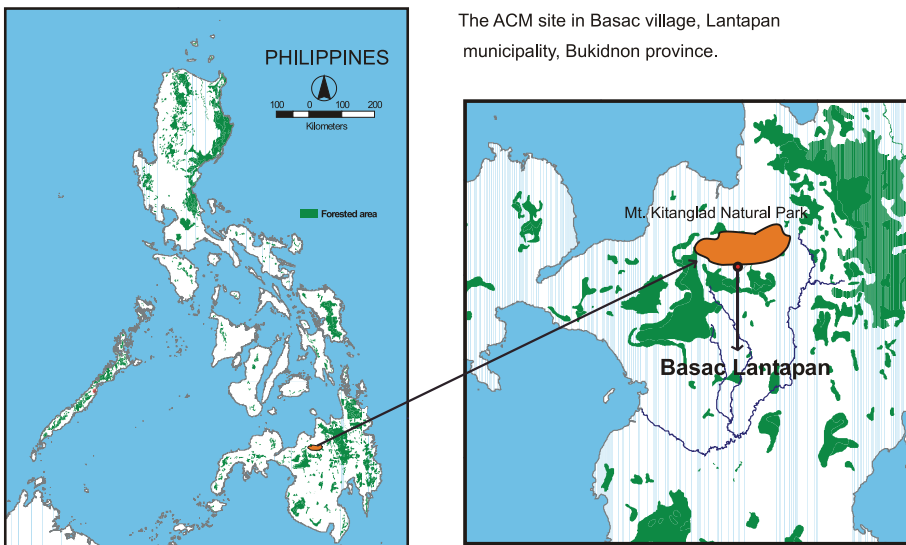 PHILIPPINES
100 0 100 200
Kilometers
Forested area
The ACM site in Basac village, Lantapan
municipality, Bukidnon province.
Mt. Kitanglad Natural Park
Basac Lantapan